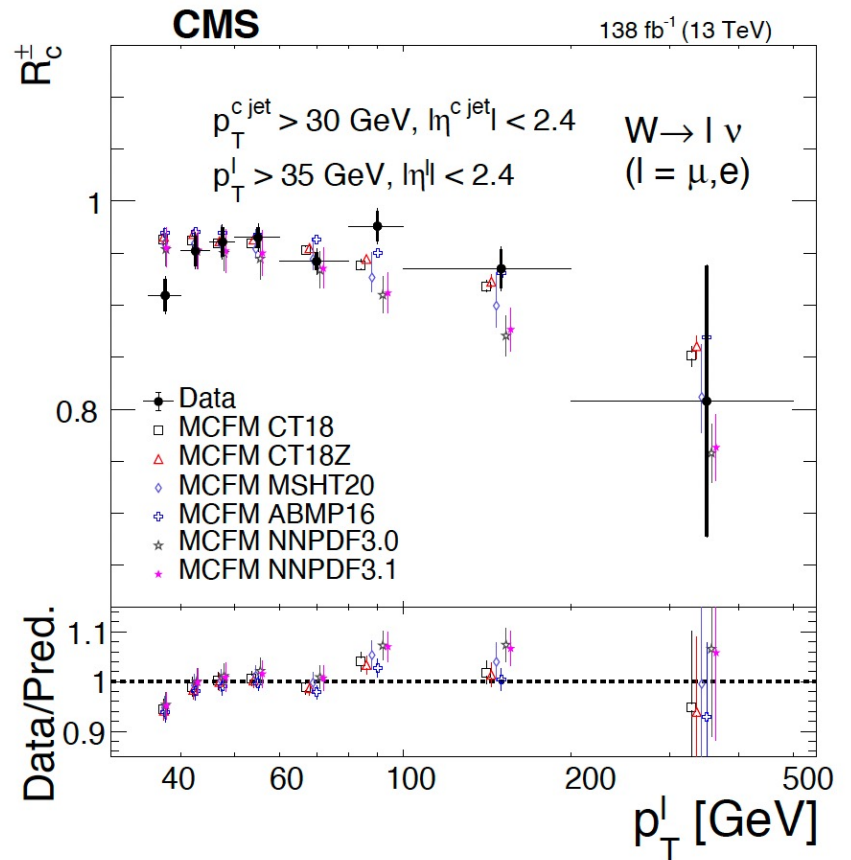 CMS
138 fb⁻¹ (13 TeV)
R_c^±
p_T^{c jet} > 30 GeV, |η^{c jet}| < 2.4
p_T^l > 35 GeV, |η^l| < 2.4
W→ l ν
(l = μ,e)
1
0.8
Data
MCFM CT18
MCFM CT18Z
MCFM MSHT20
MCFM ABMP16
MCFM NNPDF3.0
MCFM NNPDF3.1
Data/Pred.
1.1
1
0.9
40 60 100 200 500
p_T^l [GeV]